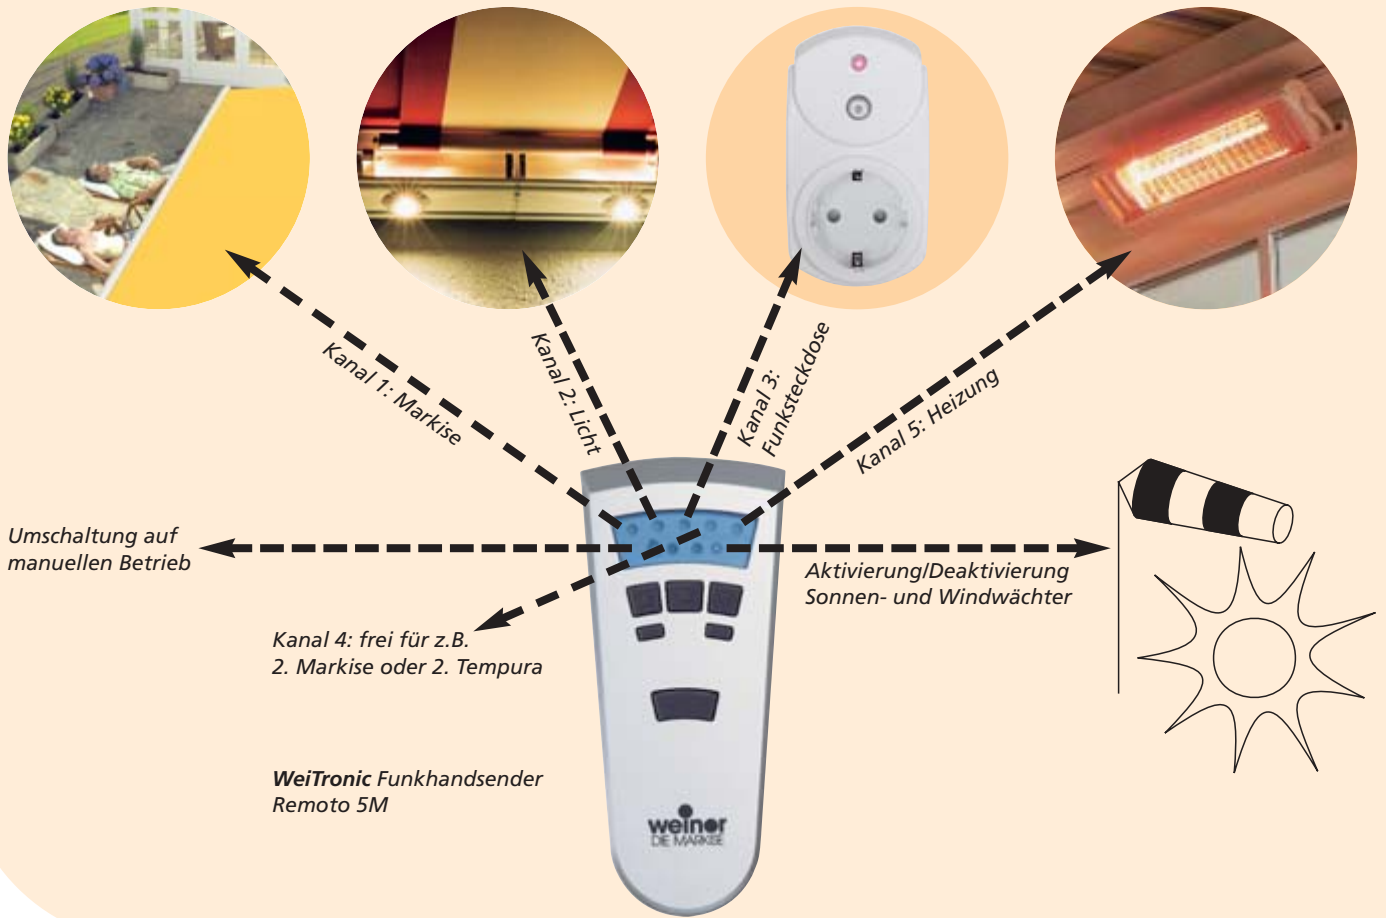 Kanal 1: Markise
Kanal 2: Licht
Kanal 3:
Funksteckdose
Kanal 5: Heizung
Umschaltung auf
manuellen Betrieb
Aktivierung/Deaktivierung
Sonnen- und Windwächter
Kanal 4: frei für z.B.
2. Markise oder 2. Tempura
WeiTronic Funkhandsender
Remoto 5M
weinor
DIE MARKISE